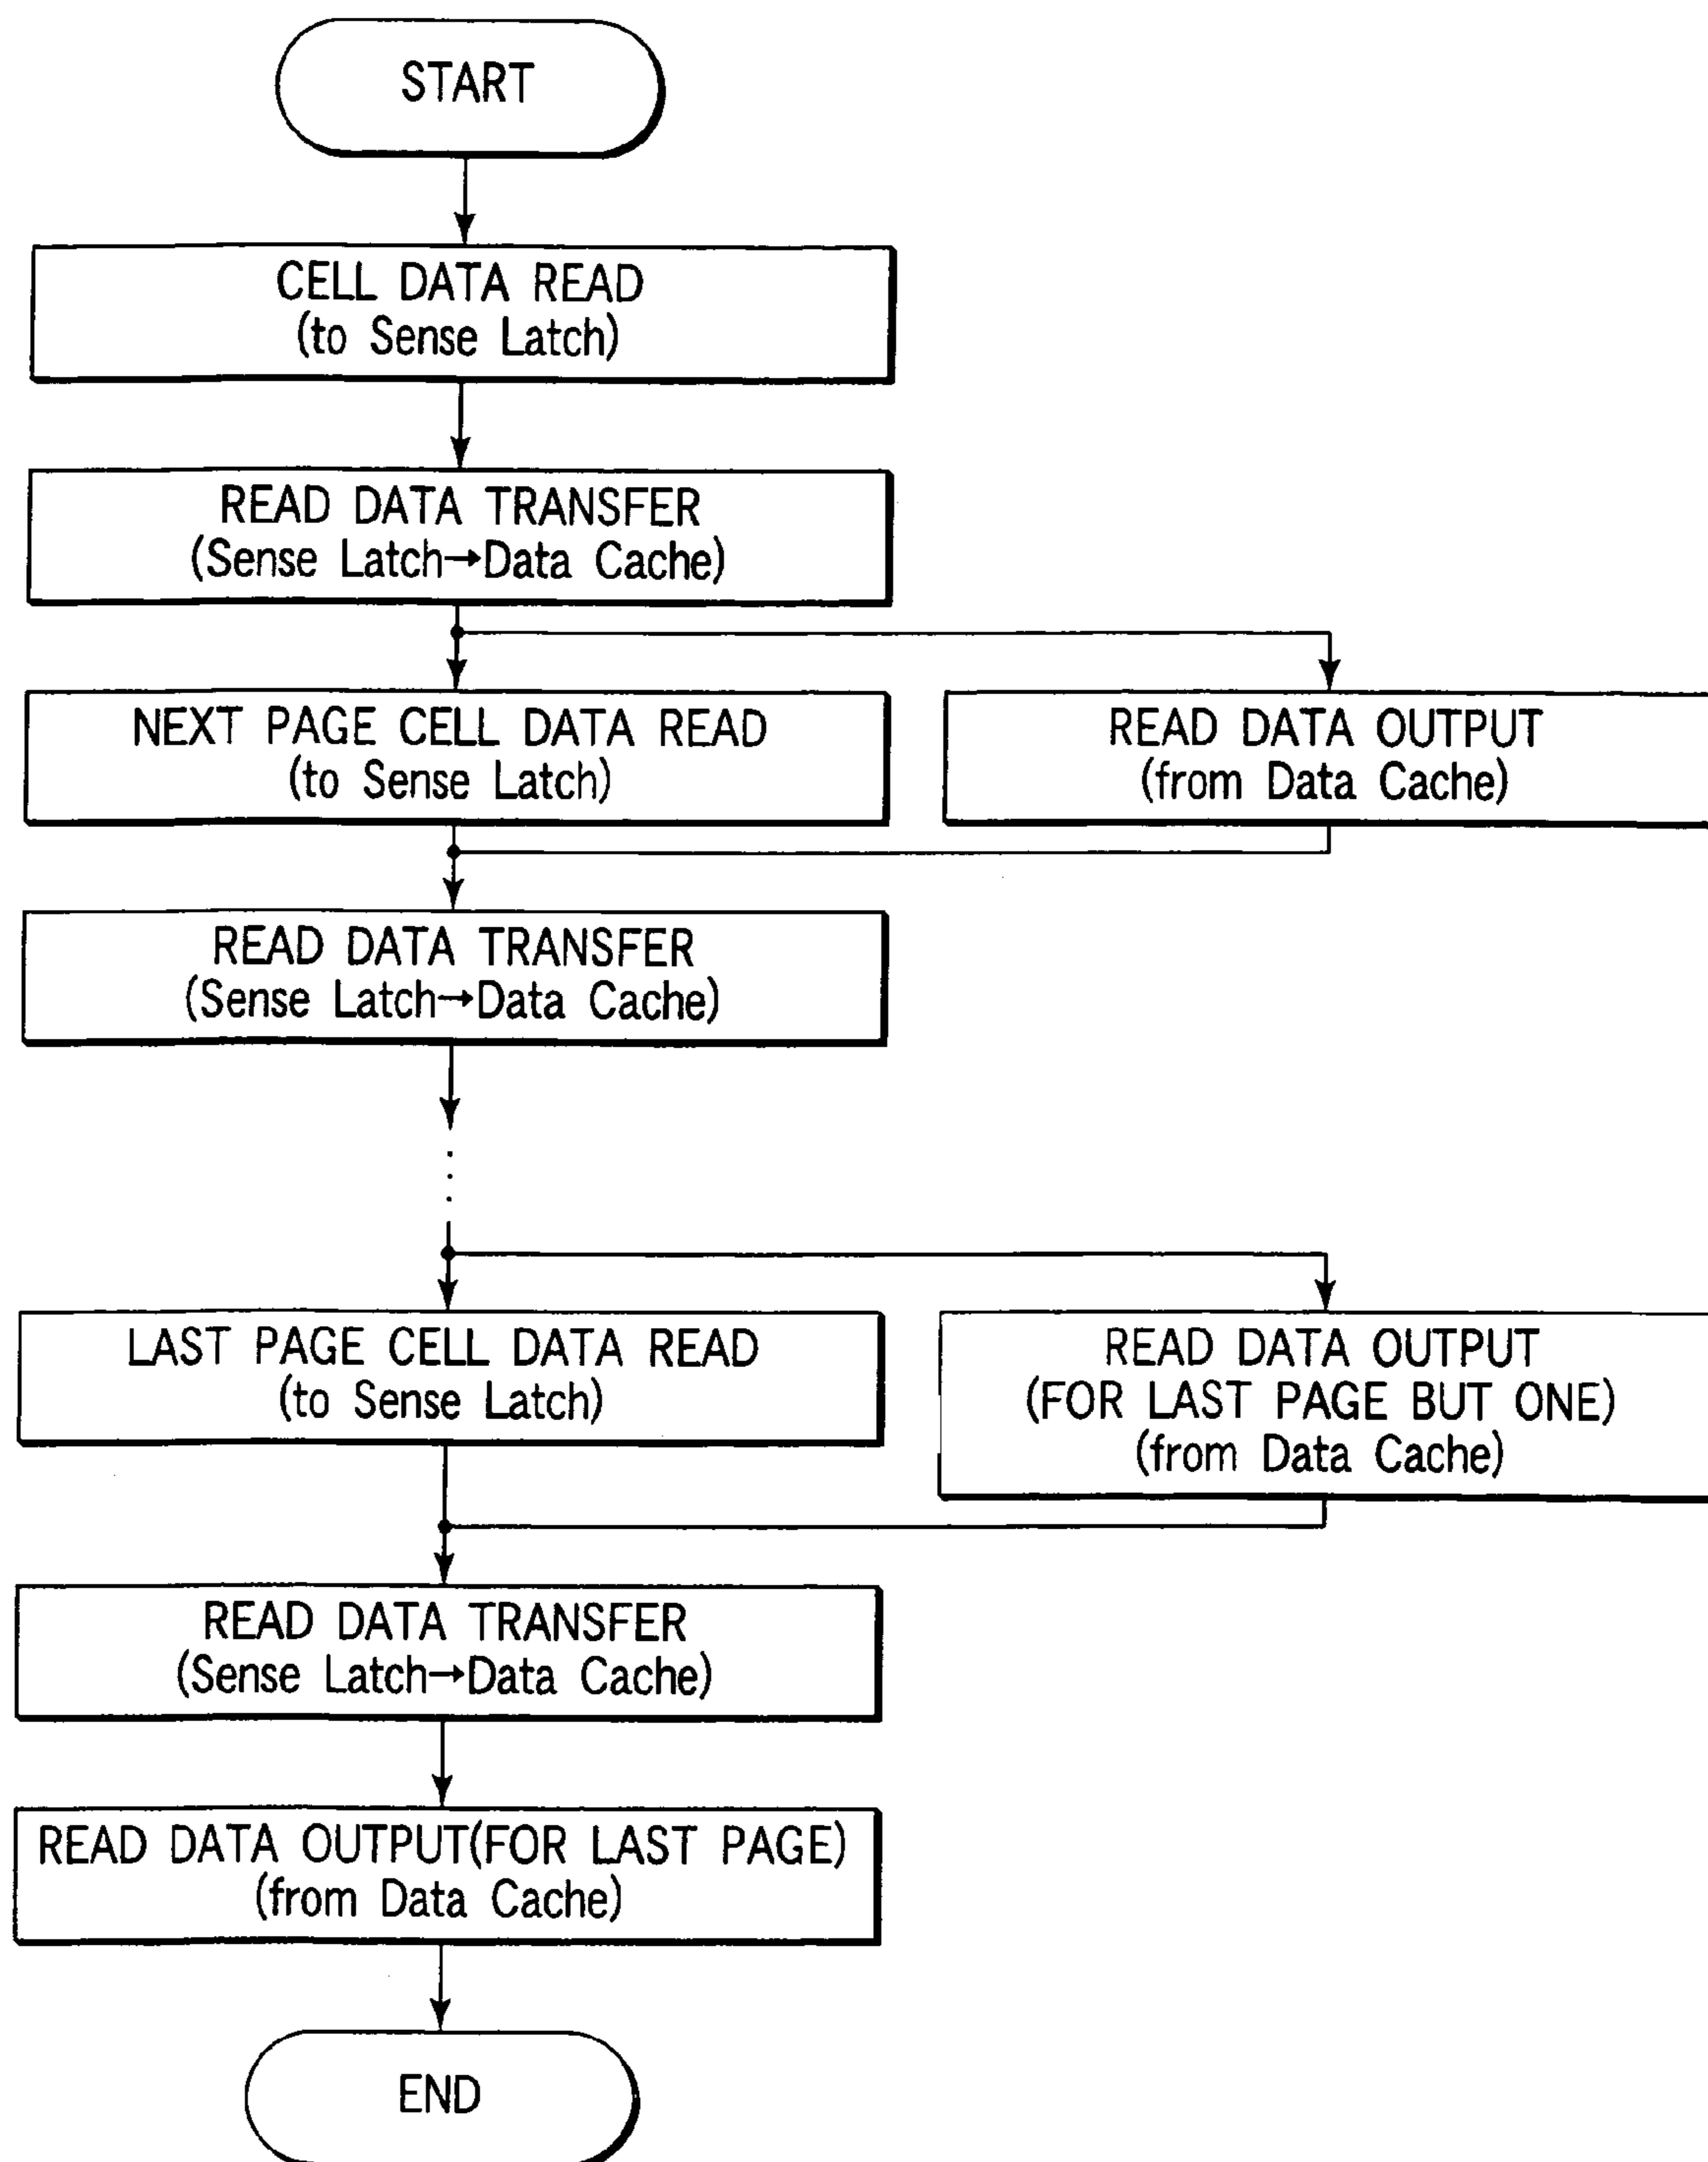 START
CELL DATA READ
(to Sense Latch)
READ DATA TRANSFER
(Sense Latch→Data Cache)
NEXT PAGE CELL DATA READ
(to Sense Latch)
READ DATA OUTPUT
(from Data Cache)
READ DATA TRANSFER
(Sense Latch→Data Cache)
LAST PAGE CELL DATA READ
(to Sense Latch)
READ DATA OUTPUT
(FOR LAST PAGE BUT ONE)
(from Data Cache)
READ DATA TRANSFER
(Sense Latch→Data Cache)
READ DATA OUTPUT(FOR LAST PAGE)
(from Data Cache)
END